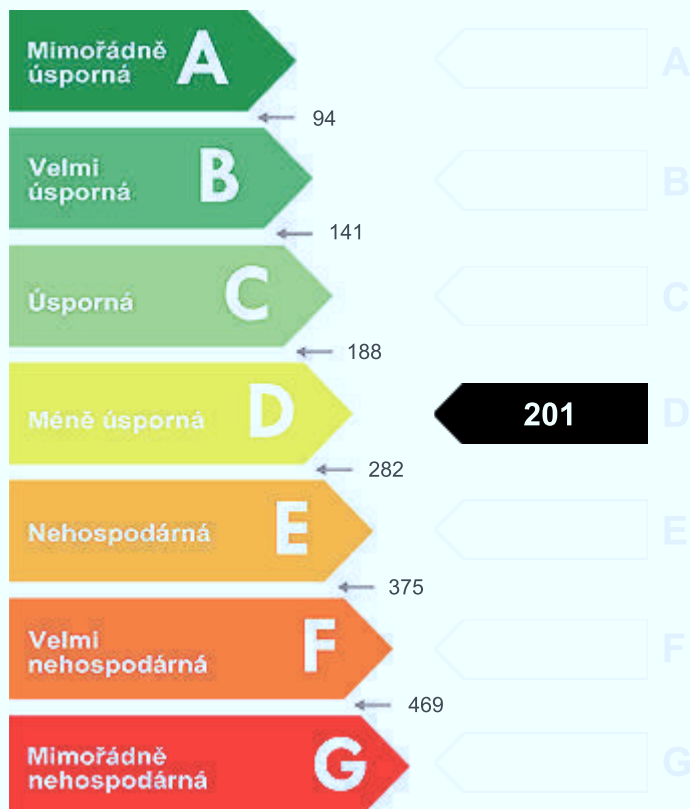 Mimořádně
úsporná
A
A
94
Velmi
úsporná
B
B
141
Úsporná
C
C
188
Méně úsporná
D
201
D
282
Nehospodárná
E
E
375
Velmi
nehospodárná
F
F
469
Mimořádně
nehospodárná
G
G